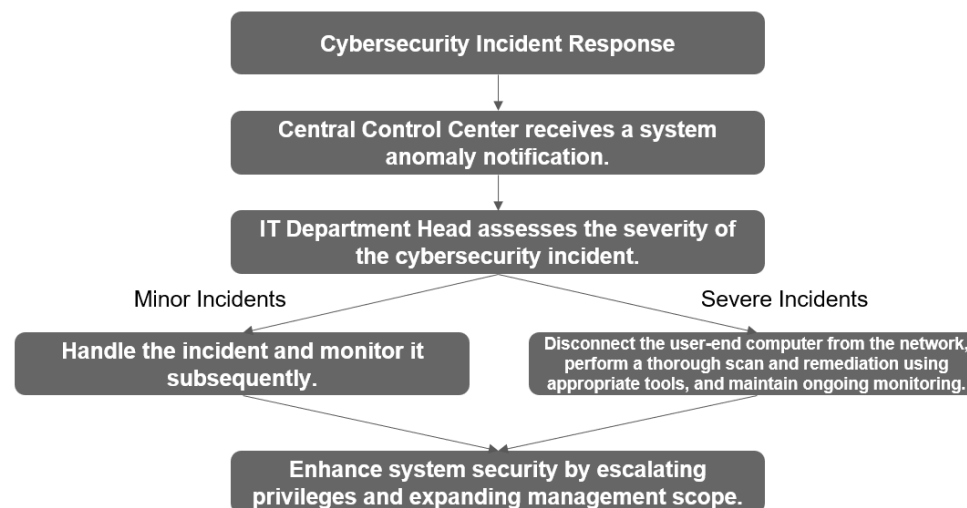 Cybersecurity Incident Response
Central Control Center receives a system
anomaly notification.
IT Department Head assesses the severity of
the cybersecurity incident.
Minor Incidents
Severe Incidents
Handle the incident and monitor it
subsequently.
Disconnect the user-end computer from the network,
perform a thorough scan and remediation using
appropriate tools, and maintain ongoing monitoring.
Enhance system security by escalating
privileges and expanding management scope.